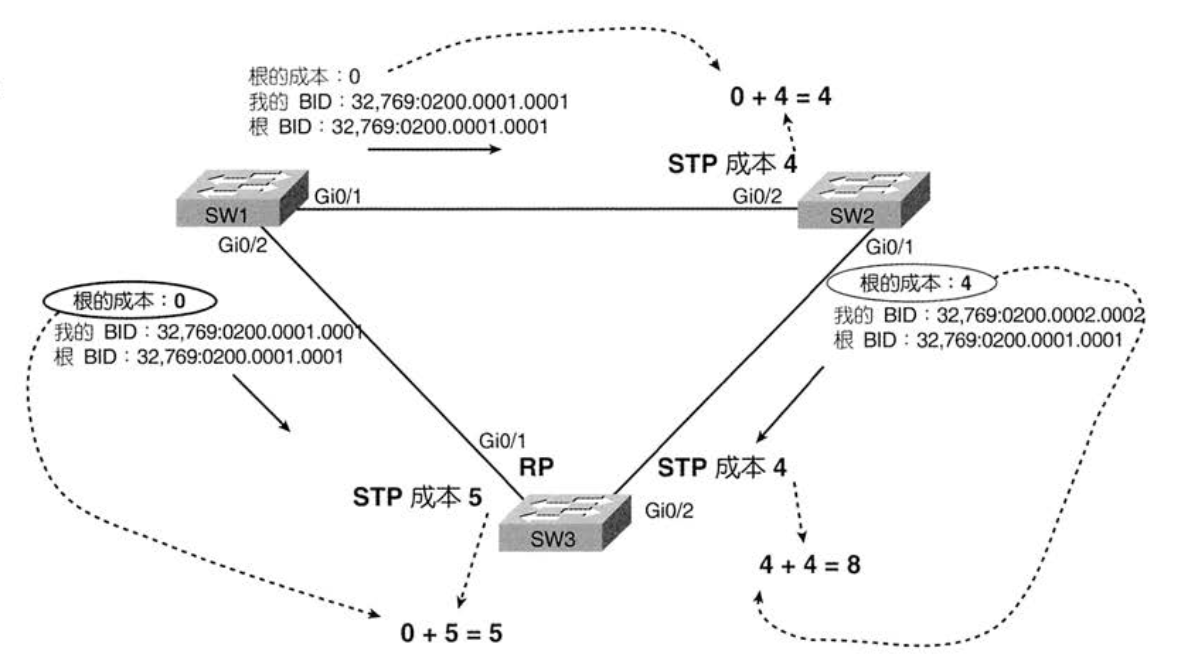 根的成本：0
我的 BID：32,769:0200.0001.0001
根 BID：32,769:0200.0001.0001
0 + 4 = 4
STP 成本 4
SW1
Gi0/1
Gi0/2
SW2
Gi0/2
Gi0/1
根的成本：0
我的 BID：32,769:0200.0001.0001
根 BID：32,769:0200.0001.0001
根的成本：4
我的 BID：32,769:0200.0002.0002
根 BID：32,769:0200.0001.0001
Gi0/1
RP
STP 成本 5
STP 成本 4
SW3
Gi0/2
4 + 4 = 8
0 + 5 = 5